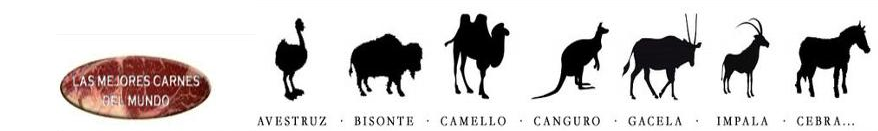 LAS MEJORES CARNES
DEL MUNDO
AVESTRUZ · BISONTE · CAMELLO · CANGURO · GACELA · IMPALA · CEBRA...